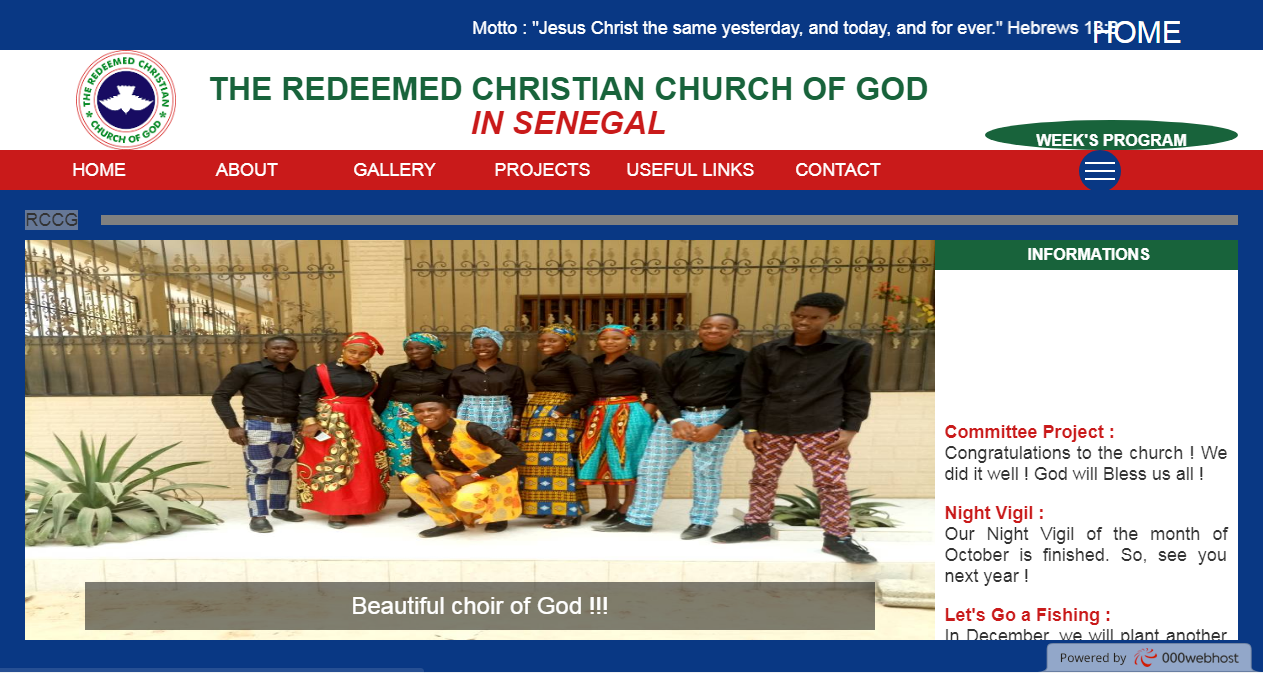 Motto : "Jesus Christ the same yesterday, and today, and for ever." Hebrews 13:8
HOME
THE REDEEMED CHRISTIAN CHURCH OF GOD
THE REDEEMED CHRISTIAN CHURCH OF GOD
IN SENEGAL
WEEK'S PROGRAM
HOME ABOUT GALLERY PROJECTS USEFUL LINKS CONTACT
RCCG
INFORMATIONS
Committee Project :
Congratulations to the church ! We
did it well ! God will Bless us all !
Night Vigil :
Our Night Vigil of the month of
October is finished. So, see you
next year !
Let's Go a Fishing :
In December, we will plant another
Beautiful choir of God !!!
Powered by 000webhost